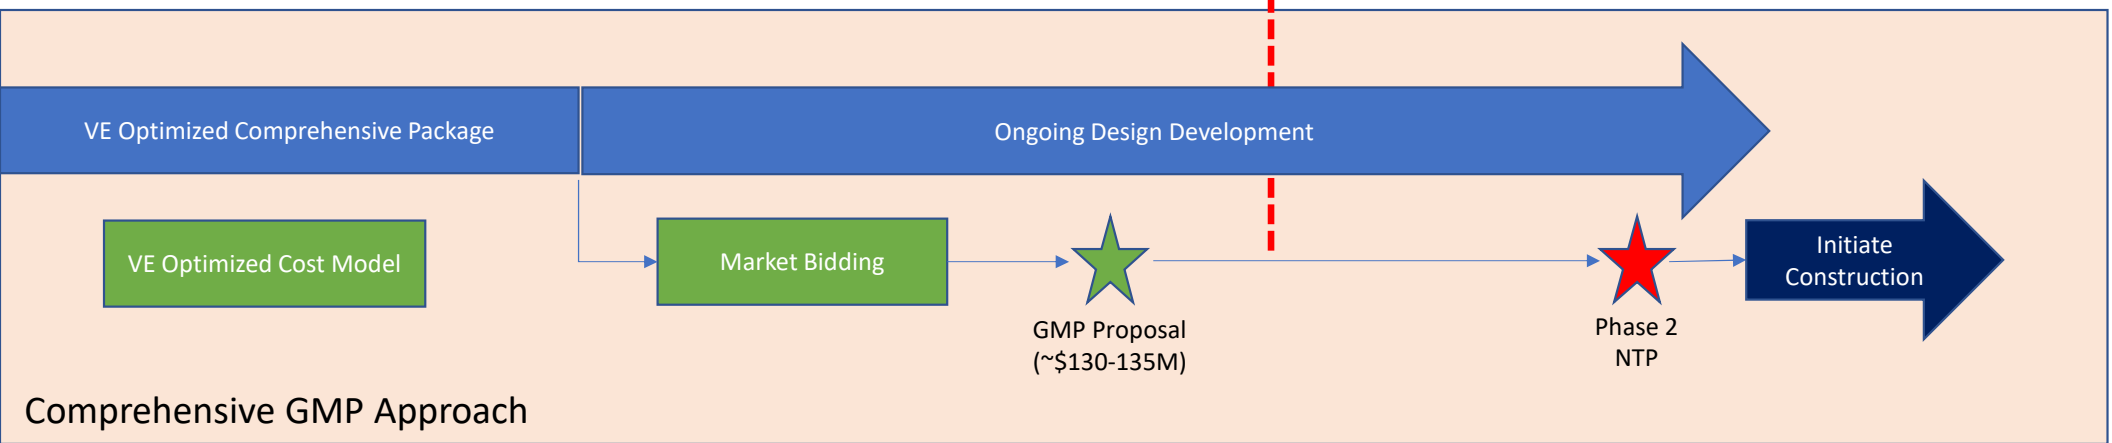 VE Optimized Comprehensive Package
Ongoing Design Development
VE Optimized Cost Model
Market Bidding
Initiate
Construction
GMP Proposal
(~$130-135M)
Phase 2
NTP
Comprehensive GMP Approach